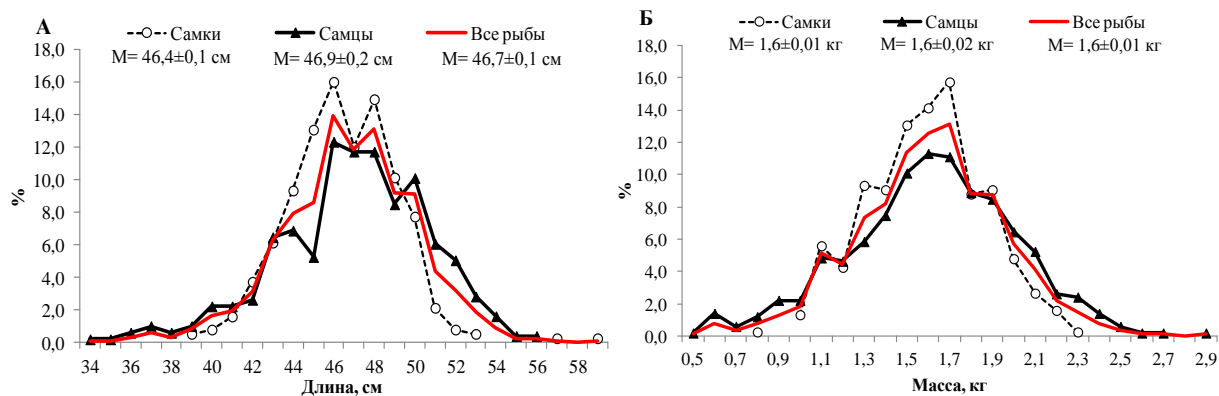 А
Самки Самцы Все рыбы
М= 46,4±0,1 см М= 46,9±0,2 см М= 46,7±0,1 см
18,0
16,0
14,0
12,0
10,0
8,0
6,0
4,0
2,0
0,0
%
34 36 38 40 42 44 46 48 50 52 54 56 58
Длина, см
Б
Самки Самцы Все рыбы
М= 1,6±0,01 кг М= 1,6±0,02 кг М= 1,6±0,01 кг
18,0
16,0
14,0
12,0
10,0
8,0
6,0
4,0
2,0
0,0
%
0,5 0,7 0,9 1,1 1,3 1,5 1,7 1,9 2,1 2,3 2,5 2,7 2,9
Масса, кг